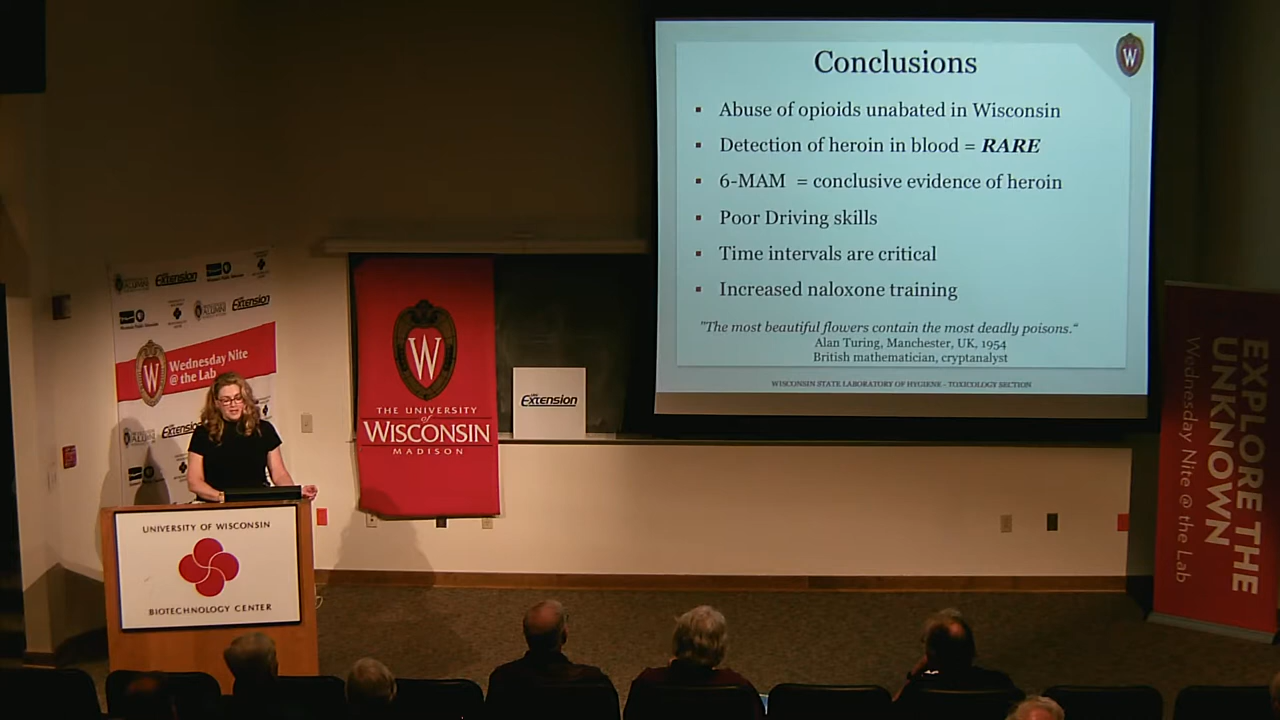 Conclusions
▪ Abuse of opioids unabated in Wisconsin
▪ Detection of heroin in blood = RARE
▪ 6-MAM = conclusive evidence of heroin
▪ Poor Driving skills
▪ Time intervals are critical
▪ Increased naloxone training
"The most beautiful flowers contain the most deadly poisons."
Alan Turing, Manchester, UK, 1954
British mathematician, cryptanalyst
WISCONSIN STATE LABORATORY OF HYGIENE - TOXICOLOGY SECTION
W
Extension
Extension
Wednesday Nite
@ the Lab
W
Extension
W
THE UNIVERSITY
of
WISCONSIN
MADISON
Extension
UNIVERSITY OF WISCONSIN
BIOTECHNOLOGY CENTER
EXPLORE THE
UNKNOWN
Wednesday Nite @ the Lab